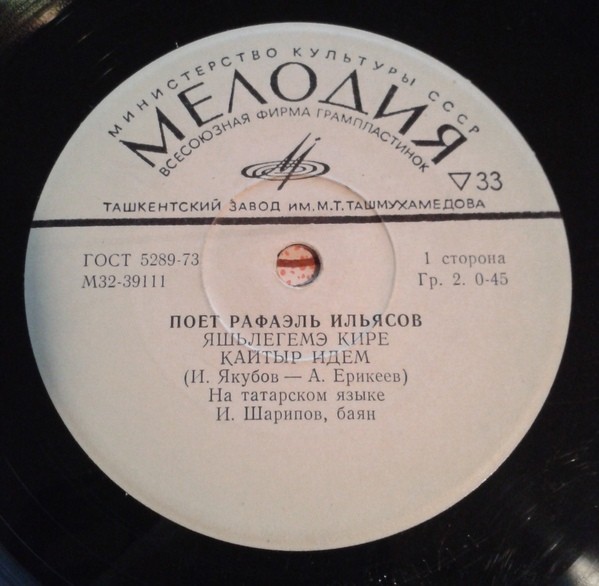 МИНИСТЕРСТВО КУЛЬТУРЫ СССР
МЕЛОДИЯ
ВСЕСОЮЗНАЯ ФИРМА ГРАМПЛАСТИНОК
33
ТАШКЕНТСКИЙ ЗАВОД ИМ.М.Т.ТАШМУХАМЕДОВА
ГОСТ 5289-73
М32-39111
1 сторона
Гр. 2. 0-45
ПОЕТ РАФАЭЛЬ ИЛЬЯСОВ
ЯШЬЛЕГЕМЭ КИРЕ
ҚАЙТЫР ИДЕМ
(И. Якубов — А. Ерикеев)
На татарском языке
И. Шарипов, баян